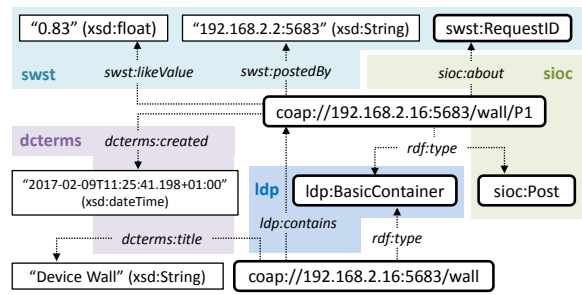 "0.83" (xsd:float)
"192.168.2.2:5683" (xsd:String)
swst:RequestID
swst
swst:likeValue
swst:postedBy
sioc:about
sioc
coap://192.168.2.16:5683/wall/P1
dcterms
dcterms:created
rdf:type
"2017-02-09T11:25:41.198+01:00"
(xsd:dateTime)
ldp
ldp:BasicContainer
sioc:Post
ldp:contains
dcterms:title
rdf:type
"Device Wall" (xsd:String)
coap://192.168.2.16:5683/wall